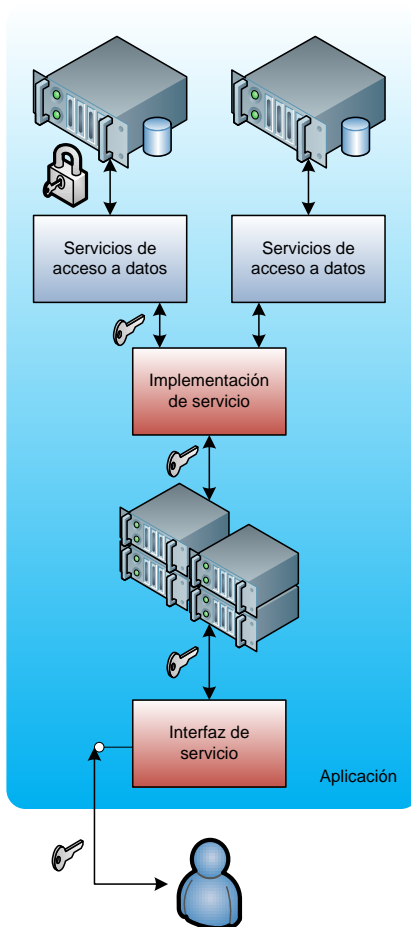 Servicios de
acceso a datos
Servicios de
acceso a datos
Implementación
de servicio
Interfaz de
servicio
Aplicación